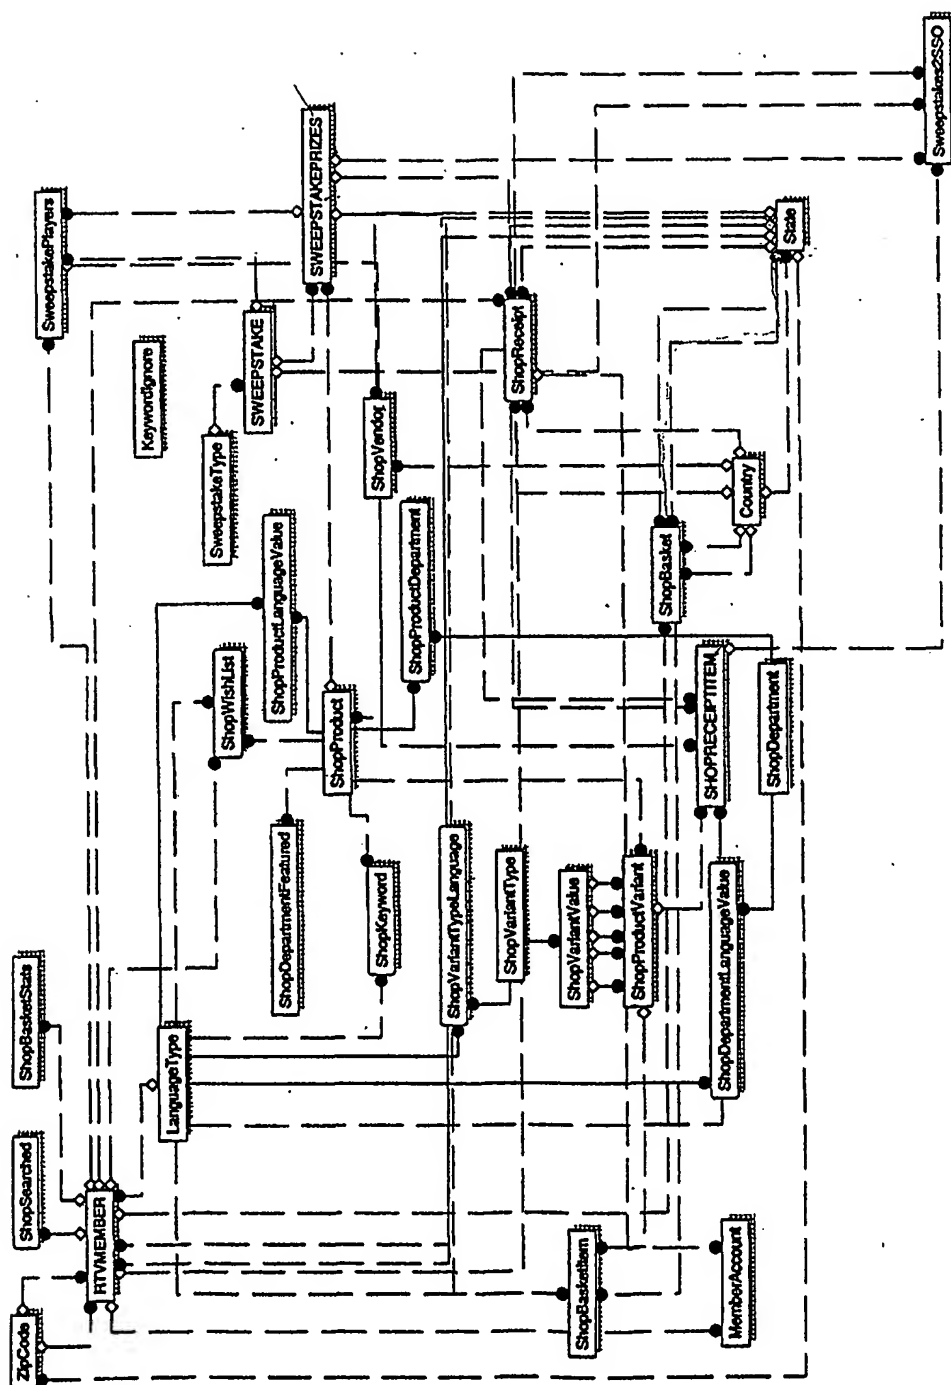 ZipCode
ShopSearched
ShopBasketStats
SweepstakePlayers
RTVMEMBER
KeywordIgnore
LanguageType
SweepstakeType
SWEEPSTAKE
SWEEPSTAKEPRIZES
ShopWishList
ShopProductLanguageValue
ShopProduct
ShopVendor
ShopDepartmentFeatured
ShopProductDepartment
ShopKeyword
ShopVariantTypeLanguage
ShopVariantType
ShopReceipt
ShopVariantValue
ShopProductVariant
ShopBasket
State
ShopBasketItem
SHOPRECEIPTITEM
Country
ShopDepartmentLanguageValue
ShopDepartment
MemberAccount
Sweepstakes2SSO